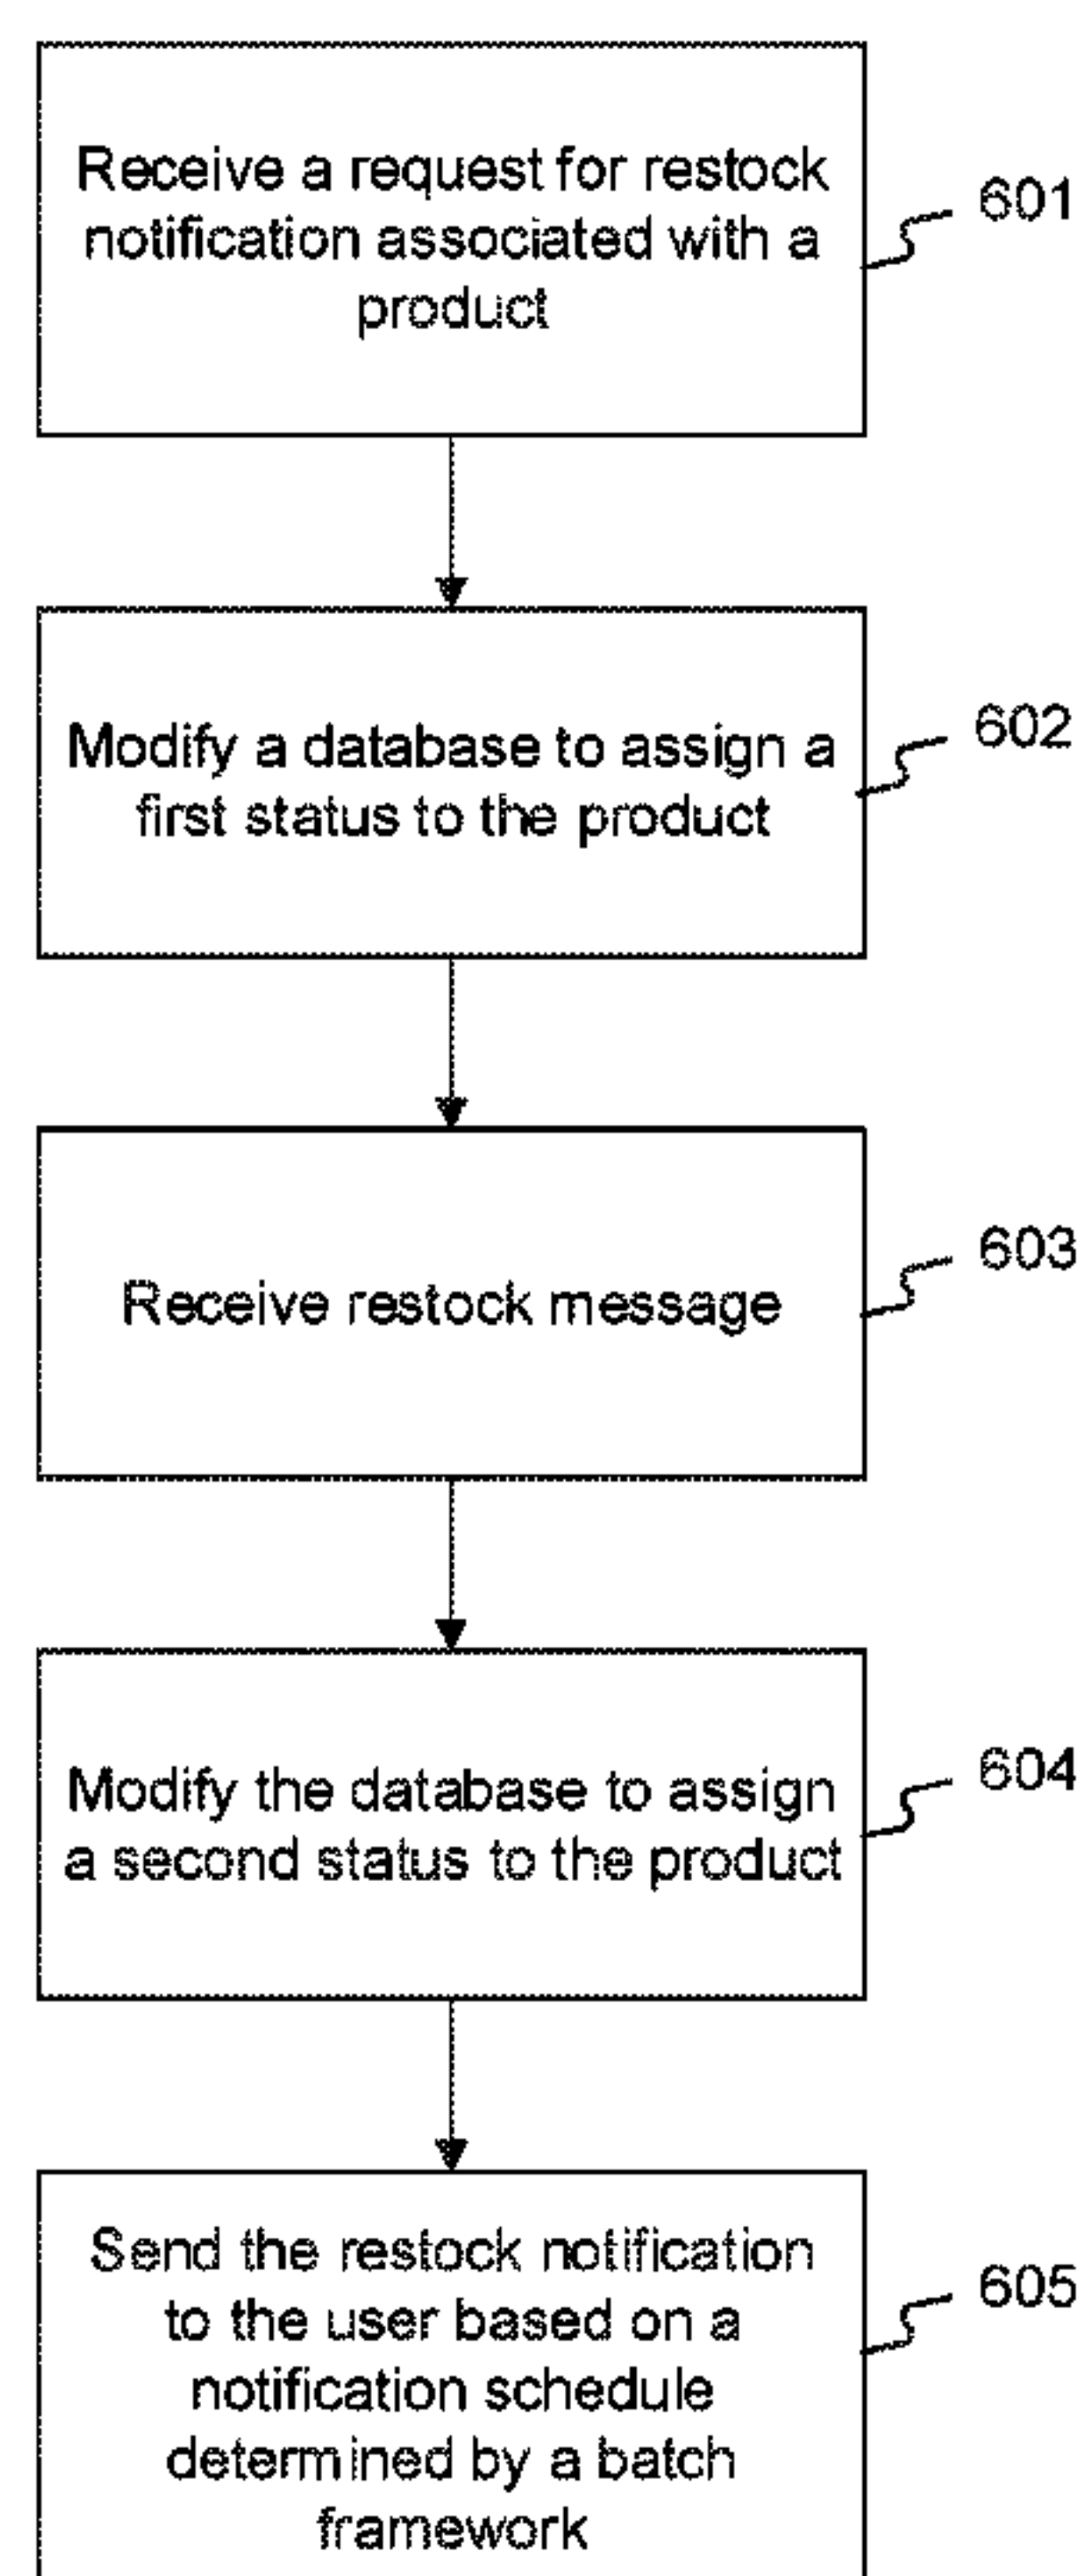 Receive a request for restock
notification associated with a
product
601
Modify a database to assign a
first status to the product
602
Receive restock message
603
Modify the database to assign
a second status to the product
604
Send the restock notification
to the user based on a
notification schedule
determined by a batch
framework
605